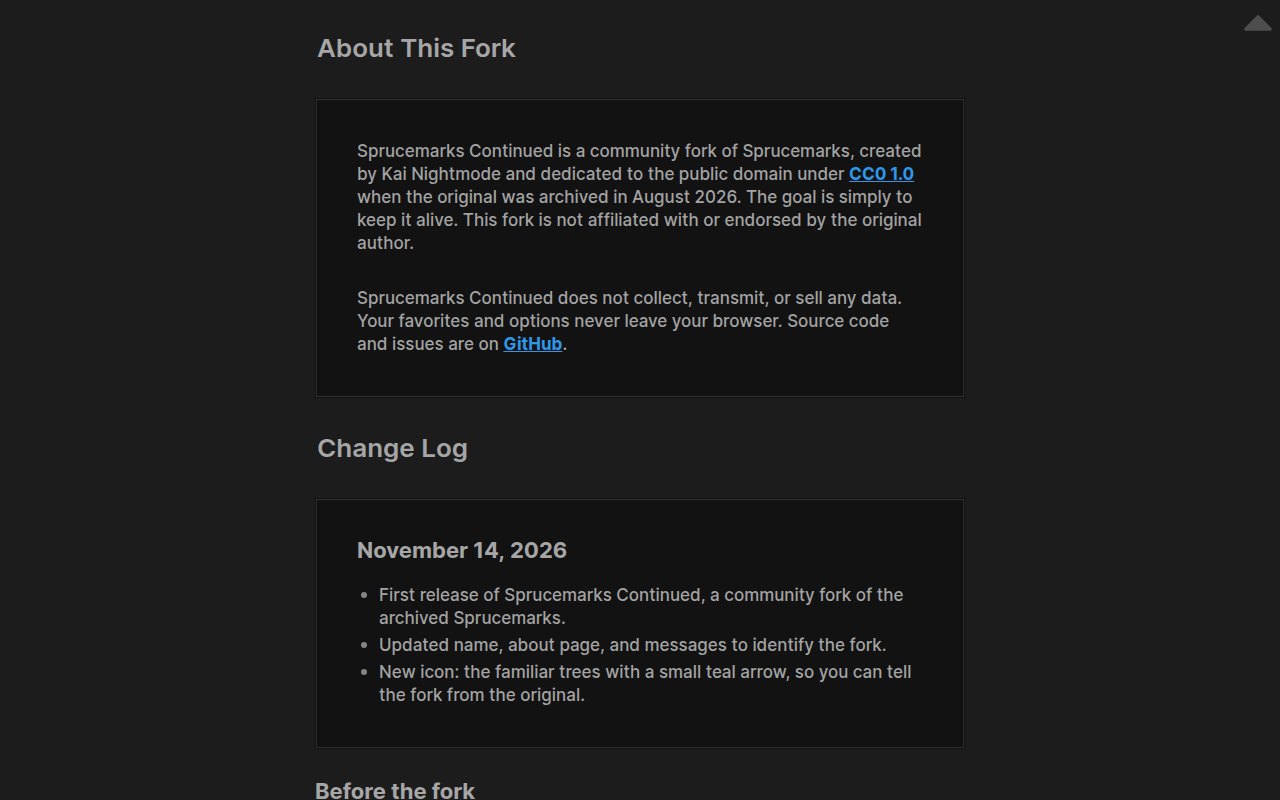 About This Fork
Sprucemarks Continued is a community fork of Sprucemarks, created
by Kai Nightmode and dedicated to the public domain under CC0 1.0
when the original was archived in August 2026. The goal is simply to
keep it alive. This fork is not affiliated with or endorsed by the original
author.
Sprucemarks Continued does not collect, transmit, or sell any data.
Your favorites and options never leave your browser. Source code
and issues are on GitHub.
Change Log
November 14, 2026
• First release of Sprucemarks Continued, a community fork of the
archived Sprucemarks.
• Updated name, about page, and messages to identify the fork.
• New icon: the familiar trees with a small teal arrow, so you can tell
the fork from the original.
Before the fork